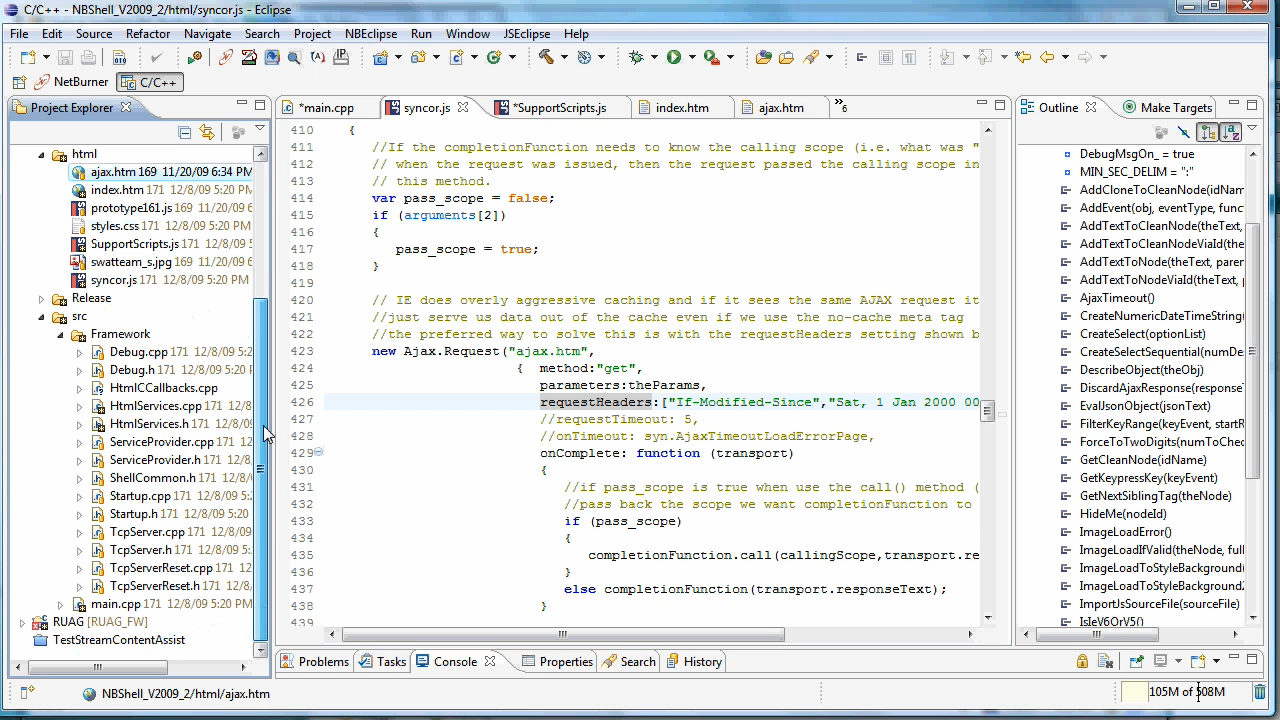 C/C++ - NBShell_V2009_2/html/syncor.js - Eclipse
File Edit Source Refactor Navigate Search Project NBEclipse Run Window JSEclipse Help
NetBurner C/C++
Project Explorer
html
ajax.htm 169 11/20/09 6:34 PM
index.htm 171 12/8/09 5:20 PM
prototype161.js 169 11/20/09 6
styles.css 171 12/8/09 5:20 PM
SupportScripts.js 171 12/8/09 5
swatteam_s.jpg 169 11/20/09 6
syncor.js 171 12/8/09 5:20 PM
Release
src
Framework
Debug.cpp 171 12/8/09 5:2
Debug.h 171 12/8/09 5:20 P
HtmlCCallbacks.cpp
HtmlServices.cpp 171 12/8
HtmlServices.h 171 12/8/0
ServiceProvider.cpp 171 12
ServiceProvider.h 171 12/8,
ShellCommon.h 171 12/8/
Startup.cpp 171 12/8/09 5:
Startup.h 171 12/8/09 5:20
TcpServer.cpp 171 12/8/09
TcpServer.h 171 12/8/09 5:
TcpServerReset.cpp 171 12
TcpServerReset.h 171 12/8
main.cpp 171 12/8/09 5:20 PM
RUAG [RUAG_FW]
TestStreamContentAssist
*main.cpp syncor.js *SupportScripts.js index.htm ajax.htm »6
410 {
411 //If the completionFunction needs to know the calling scope (i.e. what was "
412 // when the request was issued, then the request passed the calling scope in
413 // this method.
414 var pass_scope = false;
415 if (arguments[2])
416 {
417 pass_scope = true;
418 }
419
420 // IE does overly aggressive caching and if it sees the same AJAX request it
421 //just serve us data out of the cache even if we use the no-cache meta tag
422 //the preferred way to solve this is with the requestHeaders setting shown b
423 new Ajax.Request("ajax.htm",
424 { method:"get",
425 parameters:theParams,
426 requestHeaders:["If-Modified-Since","Sat, 1 Jan 2000 00
427 //requestTimeout: 5,
428 //onTimeout: syn.AjaxTimeoutLoadErrorPage,
429 onComplete: function (transport)
430 {
431 //if pass_scope is true when use the call() method (
432 //pass back the scope we want completionFunction to
433 if (pass_scope)
434 {
435 completionFunction.call(callingScope,transport.re
436 }
437 else completionFunction(transport.responseText);
438 }
439
Outline Make Targets
DebugMsgOn_ = true
MIN_SEC_DELIM = ":"
AddCloneToCleanNode(idNam
AddEvent(obj, eventType, func
AddTextToCleanNode(theText,
AddTextToCleanNodeViaId(the
AddTextToNode(theText, paren
AddTextToNodeViaId(theText,
AjaxTimeout()
CreateNumericDateTimeString(
CreateSelect(optionList)
CreateSelectSequential(numDe
DescribeObject(theObj)
DiscardAjaxResponse(response
EvalJsonObject(jsonText)
FilterKeyRange(keyEvent, startR
ForceToTwoDigits(numToChec
GetCleanNode(idName)
GetKeypressKey(keyEvent)
GetNextSiblingTag(theNode)
HideMe(nodeId)
ImageLoadError()
ImageLoadIfValid(theNode, full
ImageLoadToStyleBackground(
ImageLoadToStyleBackground2
ImportJsSourceFile(sourceFile)
IsIeV6OrV5()
Problems Tasks Console Properties Search History
NBShell_V2009_2/html/ajax.htm
105M of 508M